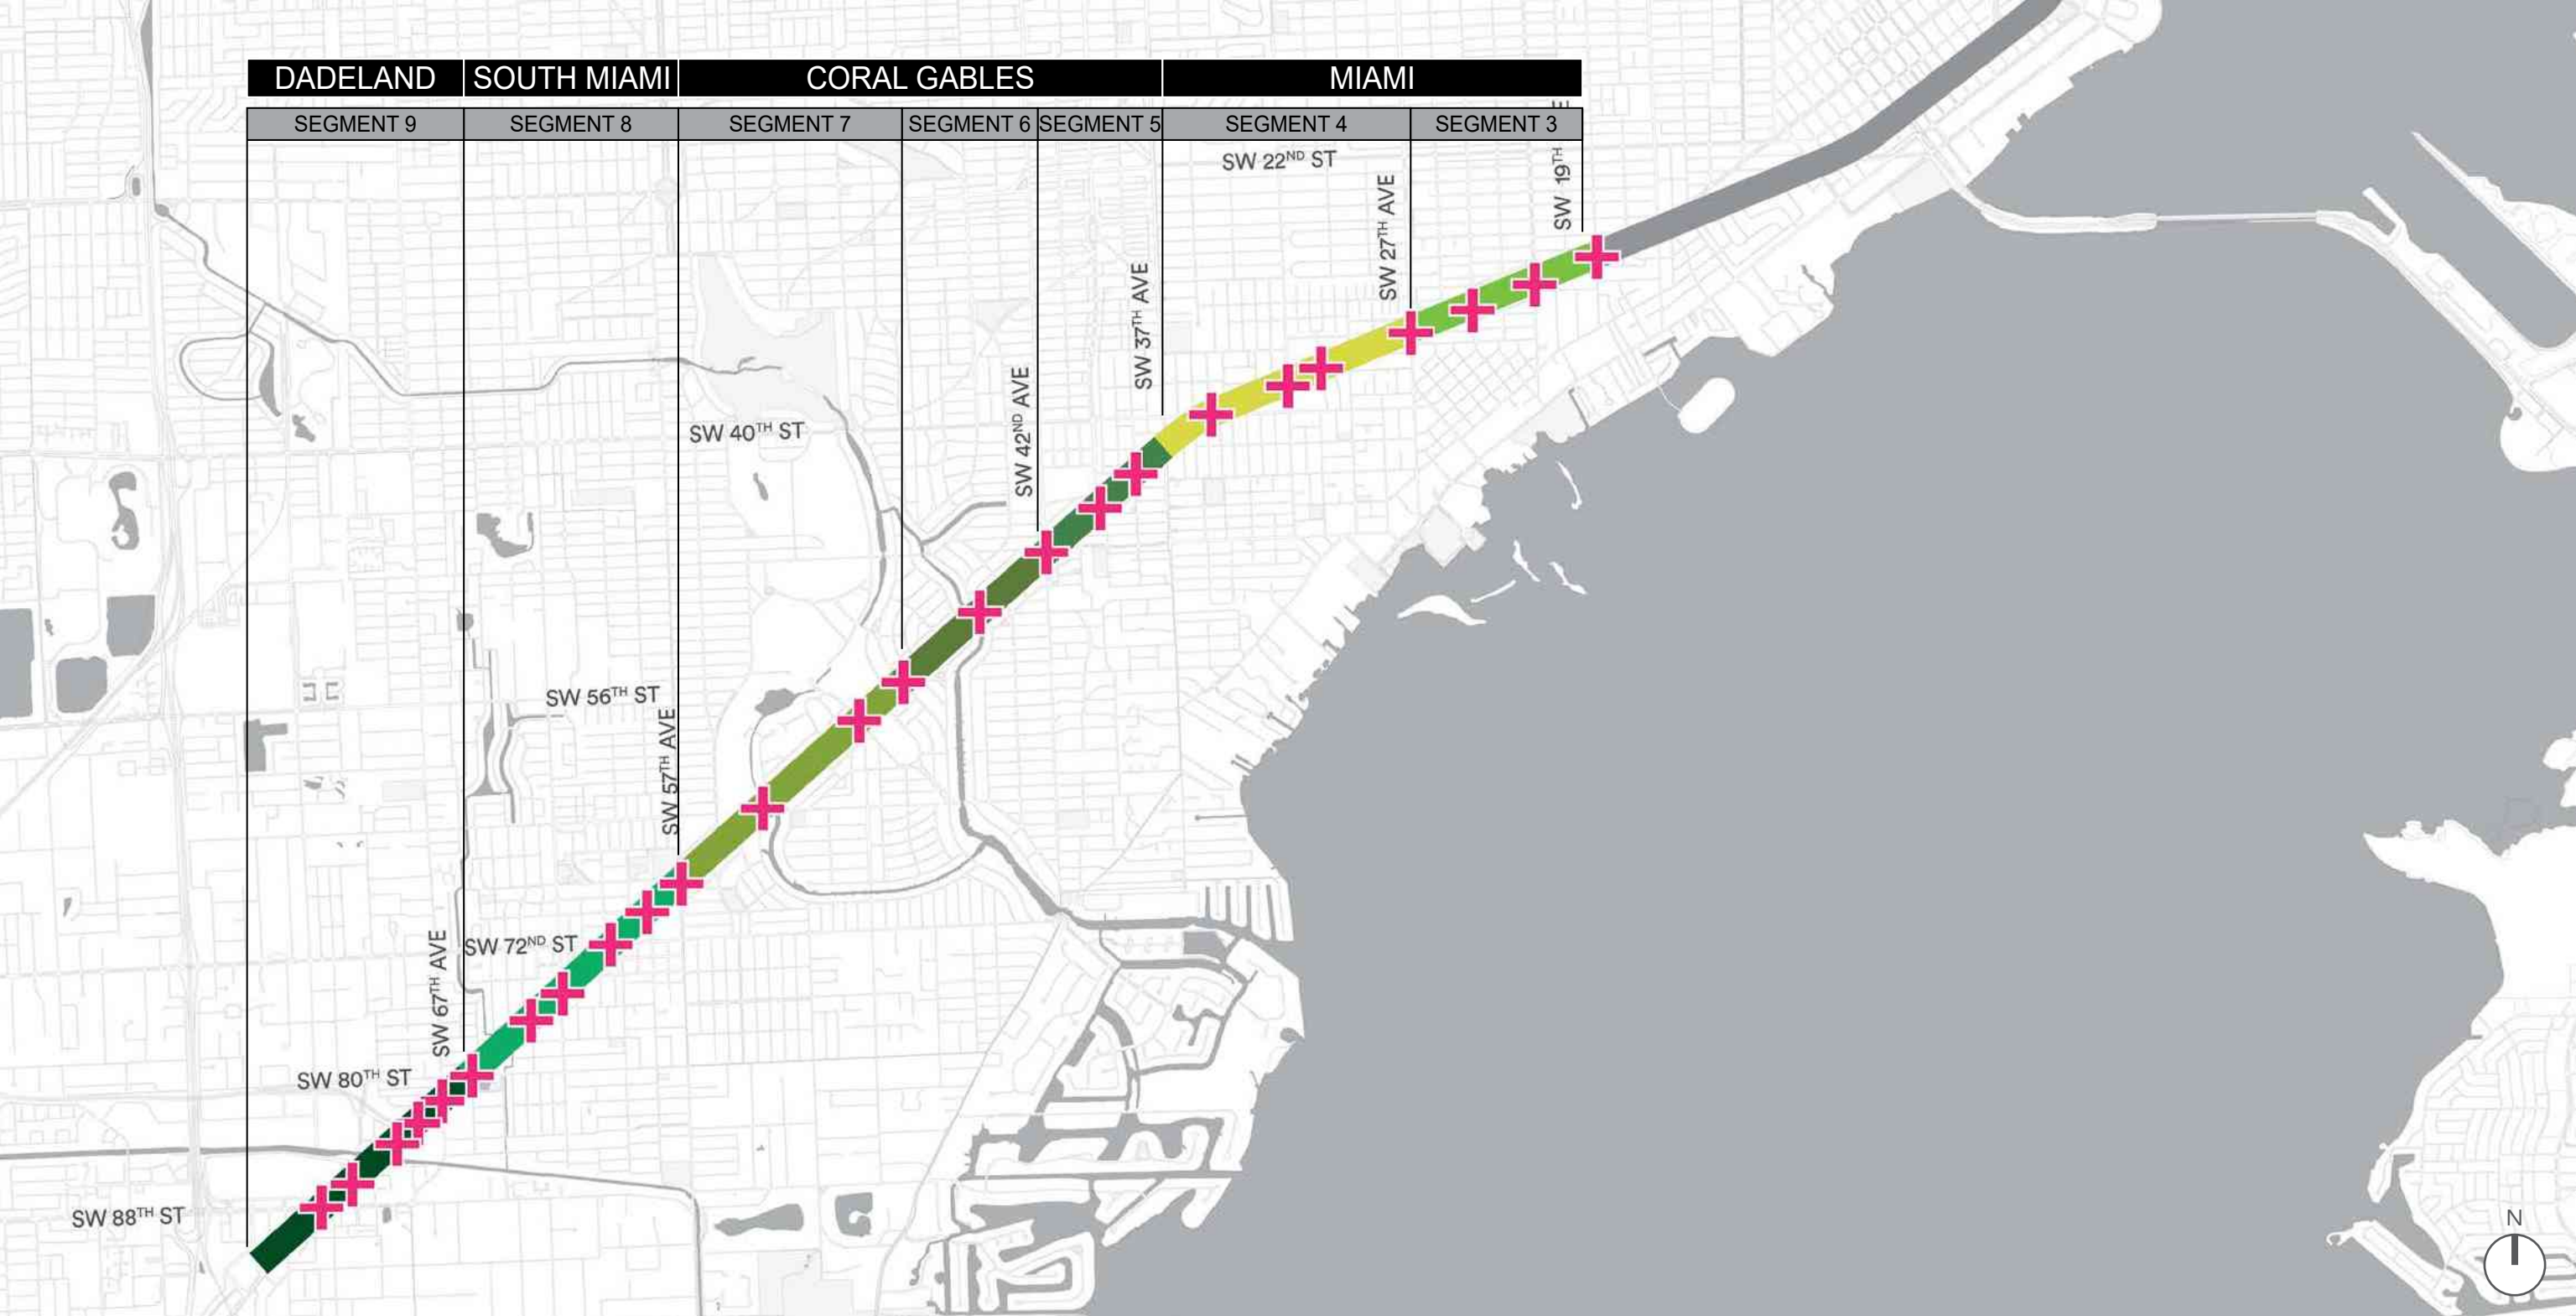 DADELAND SOUTH MIAMI CORAL GABLES MIAMI
SEGMENT 9 SEGMENT 8 SEGMENT 7 SEGMENT 6 SEGMENT 5 SEGMENT 4 SEGMENT 3
SW 22ND ST
SW 19TH
SW 27TH AVE
SW 37TH AVE
SW 42ND AVE
SW 40TH ST
SW 56TH ST
SW 57TH AVE
SW 72ND ST
SW 67TH AVE
SW 80TH ST
SW 88TH ST
N